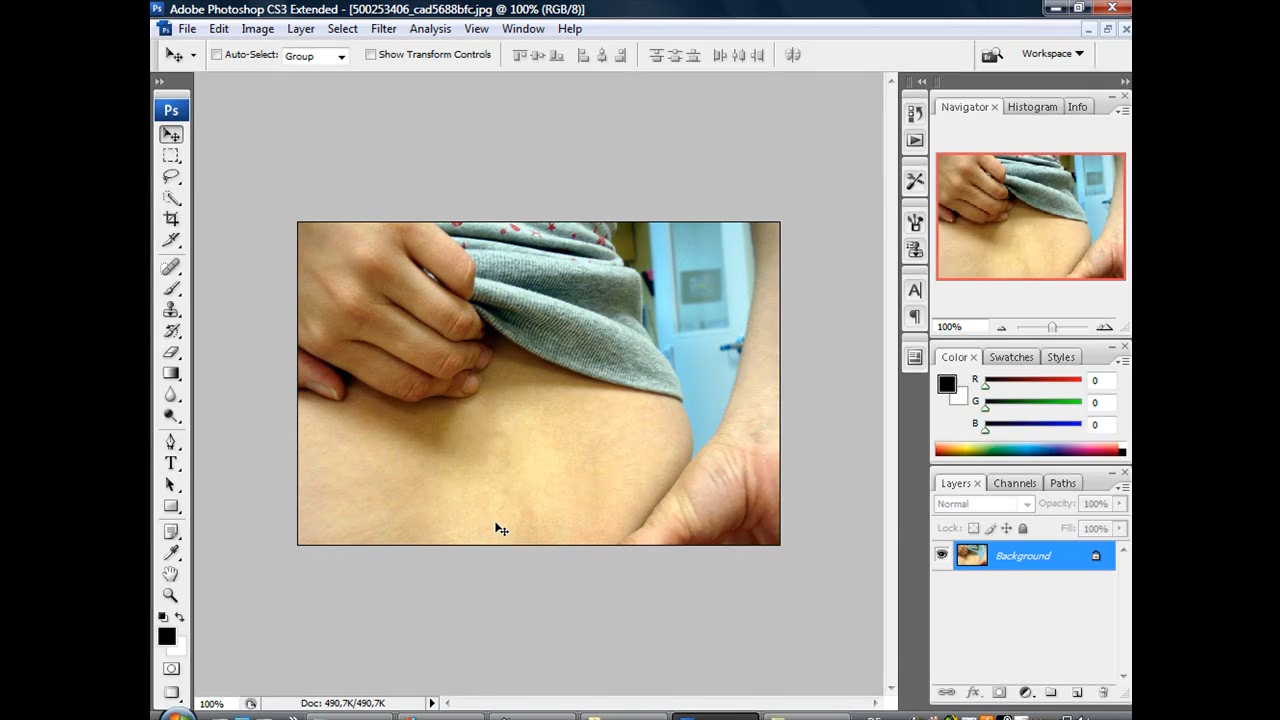 Adobe Photoshop CS3 Extended - [500253406_cad5688bfc.jpg @ 100% (RGB/8)]
File Edit Image Layer Select Filter Analysis View Window Help
Auto-Select: Group Show Transform Controls Workspace
Ps
Navigator Histogram Info
100%
Color Swatches Styles
R 0
G 0
B 0
Layers Channels Paths
Normal Opacity: 100%
Lock: Fill: 100%
Background
100% Doc: 490,7K/490,7K